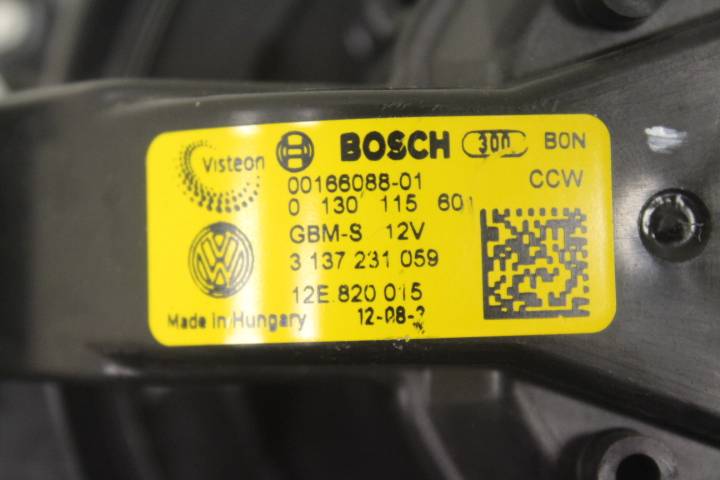 Visteon BOSCH 300 BON
00166088-01 CCW
0 130 115 601
GBM-S 12V
3 137 231 059
12E.820 015
Made in Hungary 12-08-2